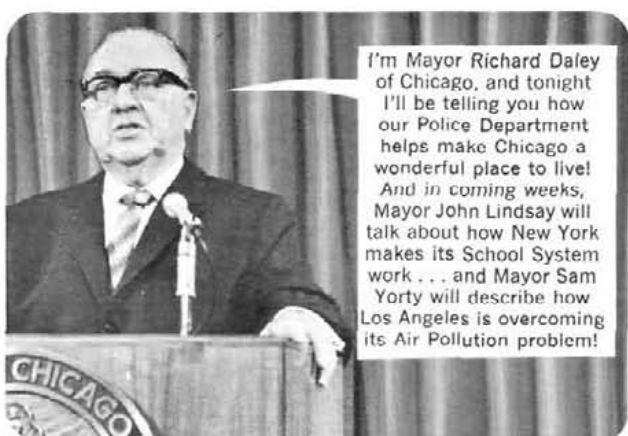 I'm Mayor Richard Daley
of Chicago, and tonight
I'll be telling you how
our Police Department
helps make Chicago a
wonderful place to live!
And in coming weeks,
Mayor John Lindsay will
talk about how New York
makes its School System
work . . . and Mayor Sam
Yorty will describe how
Los Angeles is overcoming
its Air Pollution problem!
CHICAGO